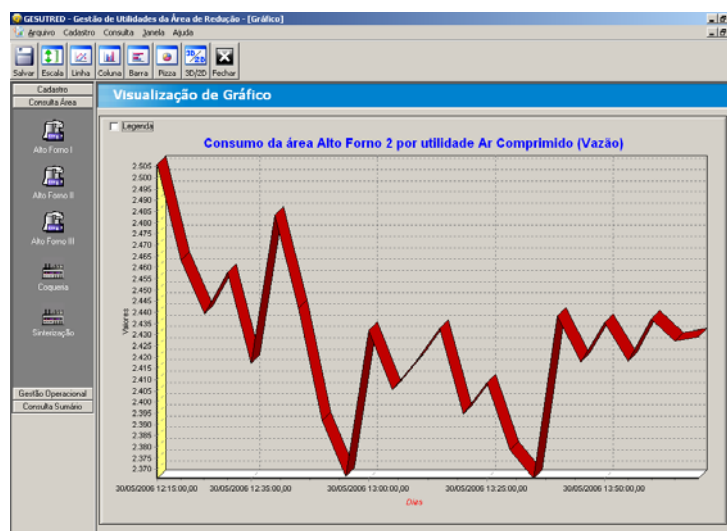 GESUTRED - Gestão de Utilidades da Área de Redução - [Gráfico]
Arquivo Cadastro Consulta Janela Ajuda
Salvar Escala Linha Coluna Barra Pizza 3D/2D Fechar
Cadastro
Consulta Área
Alto Forno I
Alto Forno II
Alto Forno III
Coqueria
Sinterização
Gestão Operacional
Consulta Sumário
Visualização de Gráfico
Legenda
Consumo da área Alto Forno 2 por utilidade Ar Comprimido (Vazão)
2.505
2.500
2.495
2.490
2.485
2.480
2.475
2.470
2.465
2.460
2.455
2.450
2.445
2.440
2.435
2.430
2.425
2.420
2.415
2.410
2.405
2.400
2.395
2.390
2.385
2.380
2.375
2.370
Valores
30/05/2006 12:15:00,00 30/05/2006 12:35:00,00 30/05/2006 13:00:00,00 30/05/2006 13:25:00,00 30/05/2006 13:50:00,00
Dies